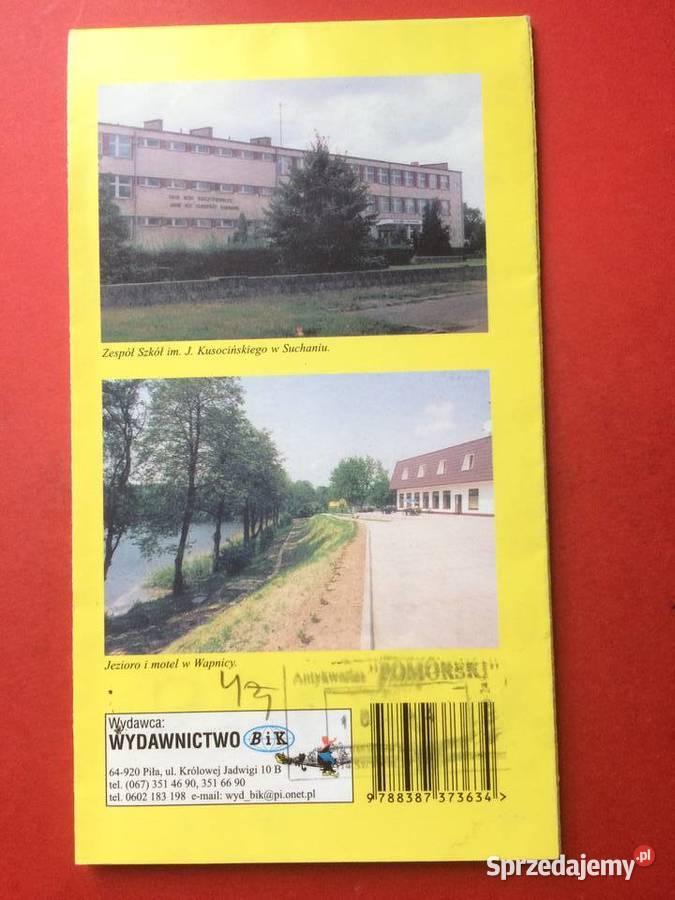 Zespół Szkół im. J. Kusocińskiego w Suchaniu.
Jezioro i motel w Wapnicy.
Antykwariat "POMORSKI"
Wydawca:
WYDAWNICTWO BiK
64-920 Piła, ul. Królowej Jadwigi 10 B
tel. (067) 351 46 90, 351 66 90
tel. 0602 183 198 e-mail: wyd_bik@pi.onet.pl
9 788387 373634 >
Sprzedajemy.pl